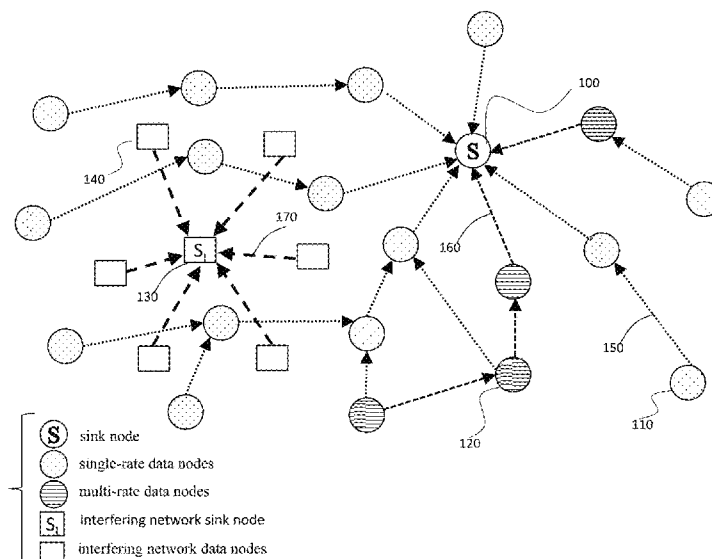 100
140
S
170
160
S₁
130
150
120
110
S sink node
single-rate data nodes
multi-rate data nodes
S₁ Interfering network sink node
interfering network data nodes